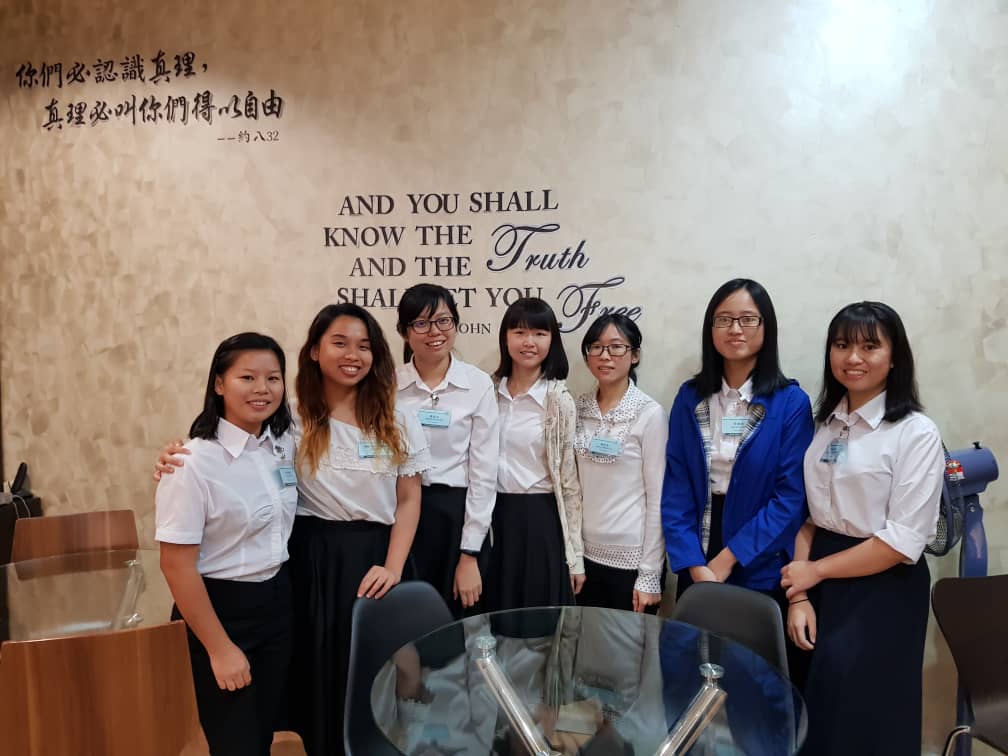 你們必認識真理，
真理必叫你們得以自由
——約八32
AND YOU SHALL
KNOW THE Truth
AND THE
YOU Free
JOHN